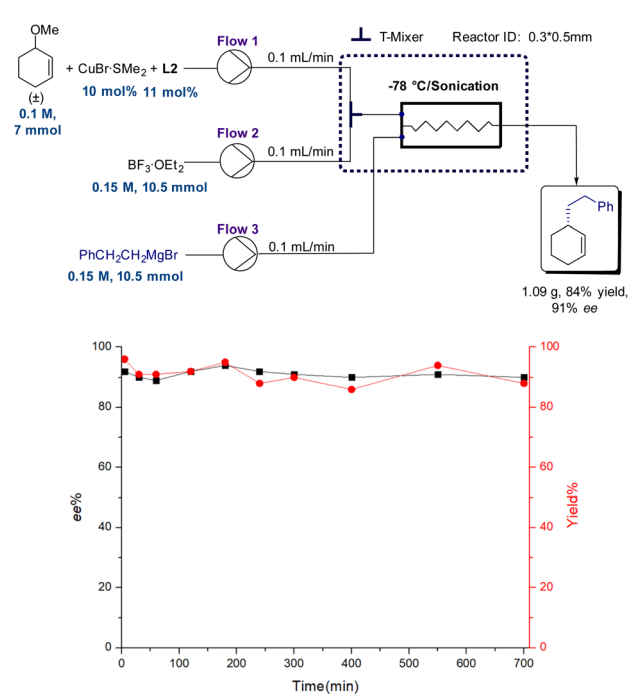 OMe
(±)
0.1 M,
7 mmol
+ CuBr·SMe2 + L2
10 mol% 11 mol%
Flow 1
0.1 mL/min
T-Mixer Reactor ID: 0.3*0.5mm
-78 °C/Sonication
Flow 2
BF3·OEt2
0.1 mL/min
0.15 M, 10.5 mmol
Flow 3
PhCH2CH2MgBr
0.1 mL/min
0.15 M, 10.5 mmol
Ph
1.09 g, 84% yield,
91% ee
100
80
60
40
20
0
ee%
100
80
60
40
20
0
Yield%
0 100 200 300 400 500 600 700
Time(min)